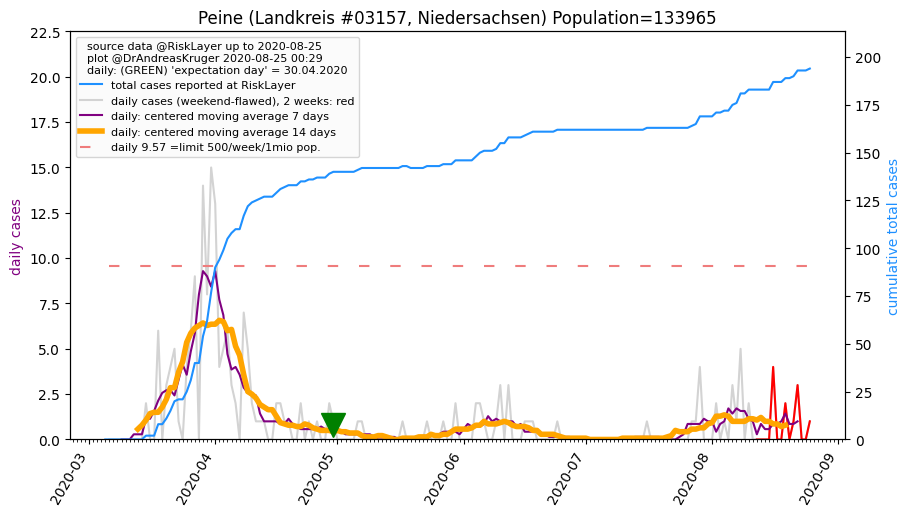 Peine (Landkreis #03157, Niedersachsen) Population=133965
source data @RiskLayer up to 2020-08-25
plot @DrAndreasKruger 2020-08-25 00:29
daily: (GREEN) 'expectation day' = 30.04.2020
total cases reported at RiskLayer
daily cases (weekend-flawed), 2 weeks: red
daily: centered moving average 7 days
daily: centered moving average 14 days
daily 9.57 =limit 500/week/1mio pop.
daily cases
22.5
20.0
17.5
15.0
12.5
10.0
7.5
5.0
2.5
0.0
200
175
150
125
100
75
50
25
0
cumulative total cases
2020-03
2020-04
2020-05
2020-06
2020-07
2020-08
2020-09